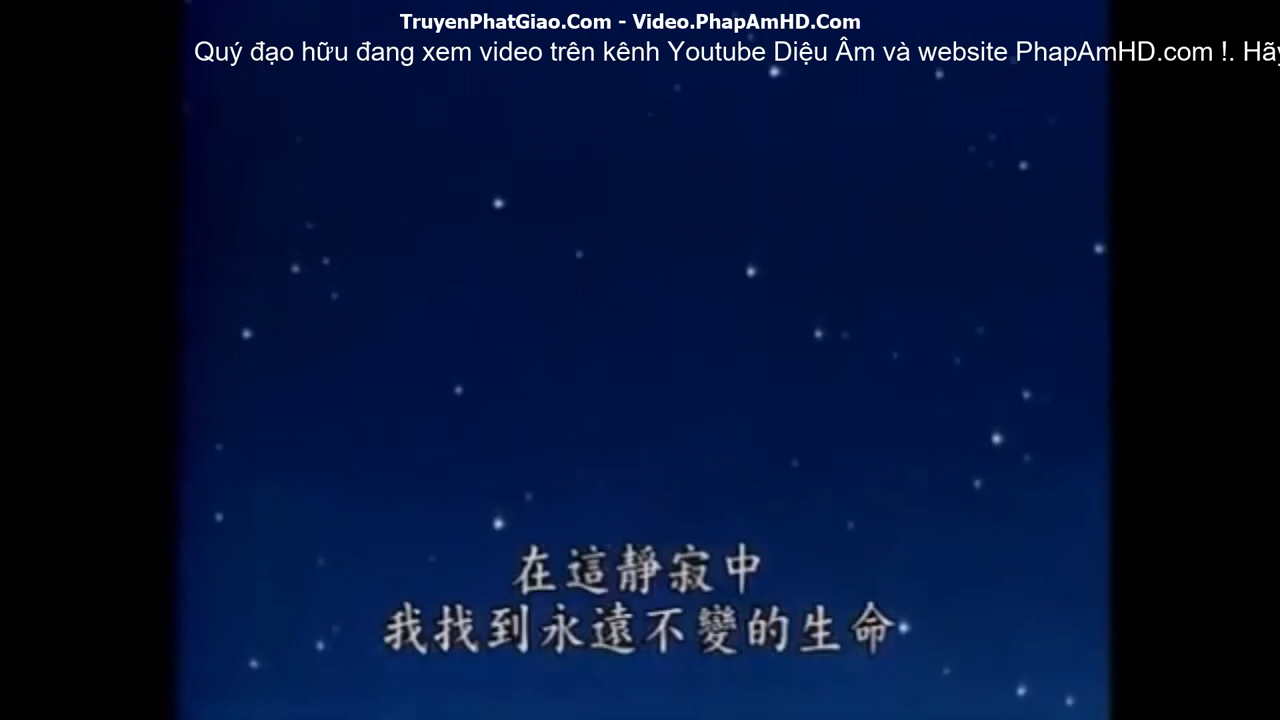 TruyenPhatGiao.Com - Video.PhapAmHD.Com
Quý đạo hữu đang xem video trên kênh Youtube Diệu Âm và website PhapAmHD.com !. Hãy
在這靜寂中
我找到永遠不變的生命